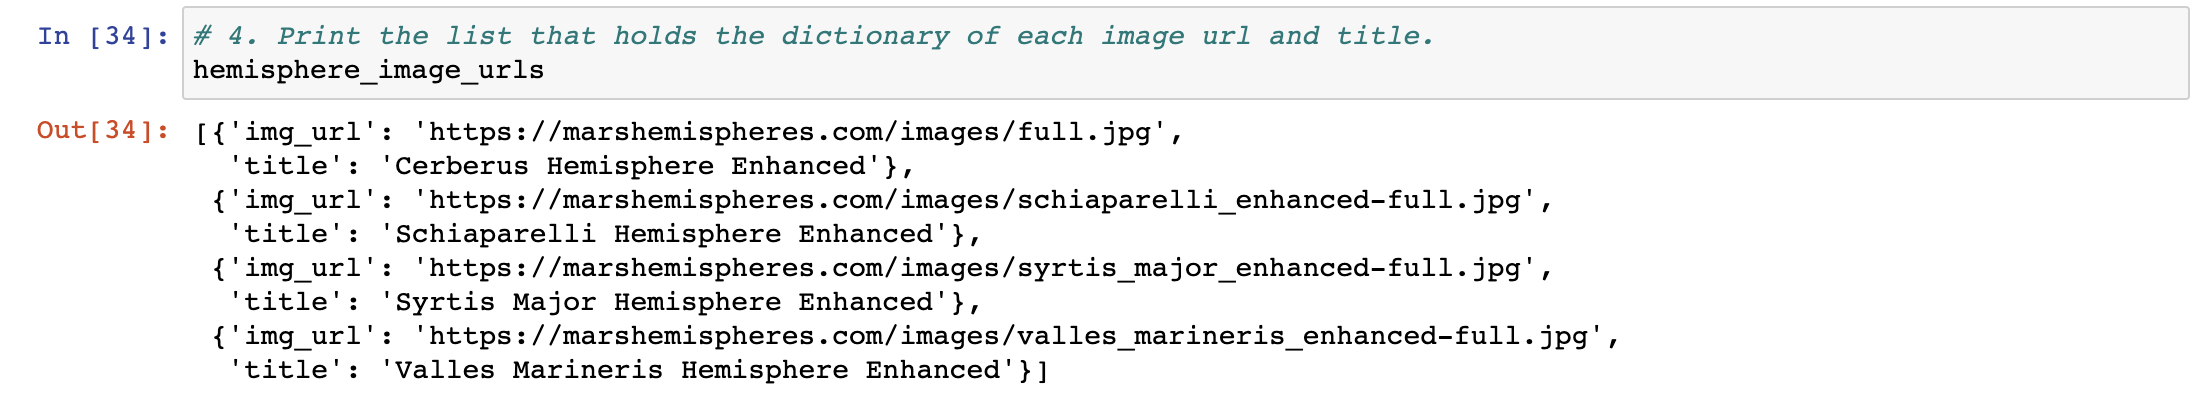 In [34]: # 4. Print the list that holds the dictionary of each image url and title.
hemisphere_image_urls
Out[34]: [{'img_url': 'https://marshemispheres.com/images/full.jpg',
'title': 'Cerberus Hemisphere Enhanced'},
{'img_url': 'https://marshemispheres.com/images/schiaparelli_enhanced-full.jpg',
'title': 'Schiaparelli Hemisphere Enhanced'},
{'img_url': 'https://marshemispheres.com/images/syrtis_major_enhanced-full.jpg',
'title': 'Syrtis Major Hemisphere Enhanced'},
{'img_url': 'https://marshemispheres.com/images/valles_marineris_enhanced-full.jpg',
'title': 'Valles Marineris Hemisphere Enhanced'}]